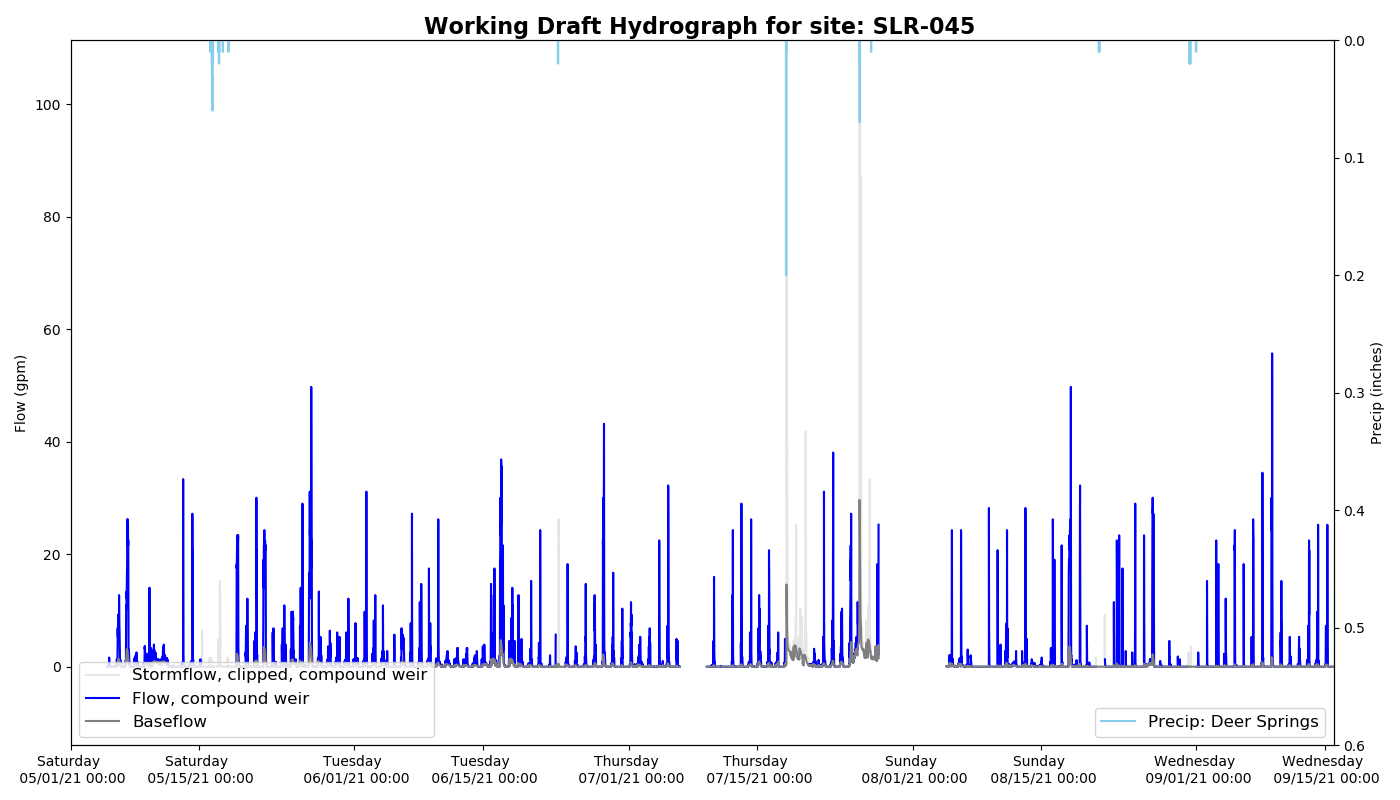 Working Draft Hydrograph for site: SLR-045
Flow (gpm)
100
80
60
40
20
0
0.0
0.1
0.2
0.3
0.4
0.5
0.6
Precip (inches)
Stormflow, clipped, compound weir
Flow, compound weir
Baseflow
Precip: Deer Springs
Saturday
05/01/21 00:00
Saturday
05/15/21 00:00
Tuesday
06/01/21 00:00
Tuesday
06/15/21 00:00
Thursday
07/01/21 00:00
Thursday
07/15/21 00:00
Sunday
08/01/21 00:00
Sunday
08/15/21 00:00
Wednesday
09/01/21 00:00
Wednesday
09/15/21 00:00